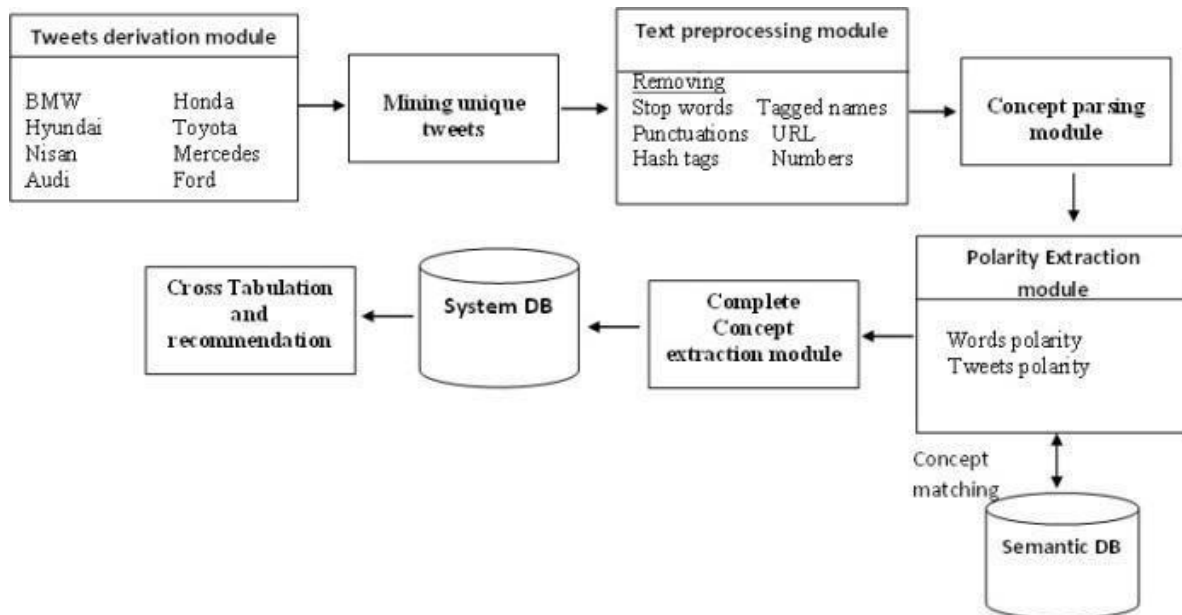 Tweets derivation module
BMW Honda
Hyundai Toyota
Nisan Mercedes
Audi Ford
Mining unique
tweets
Text preprocessing module
Removing
Stop words Tagged names
Punctuations URL
Hash tags Numbers
Concept parsing
module
Polarity Extraction
module
Words polarity
Tweets polarity
Concept
matching
Semantic DB
Complete
Concept
extraction module
System DB
Cross Tabulation
and
recommendation